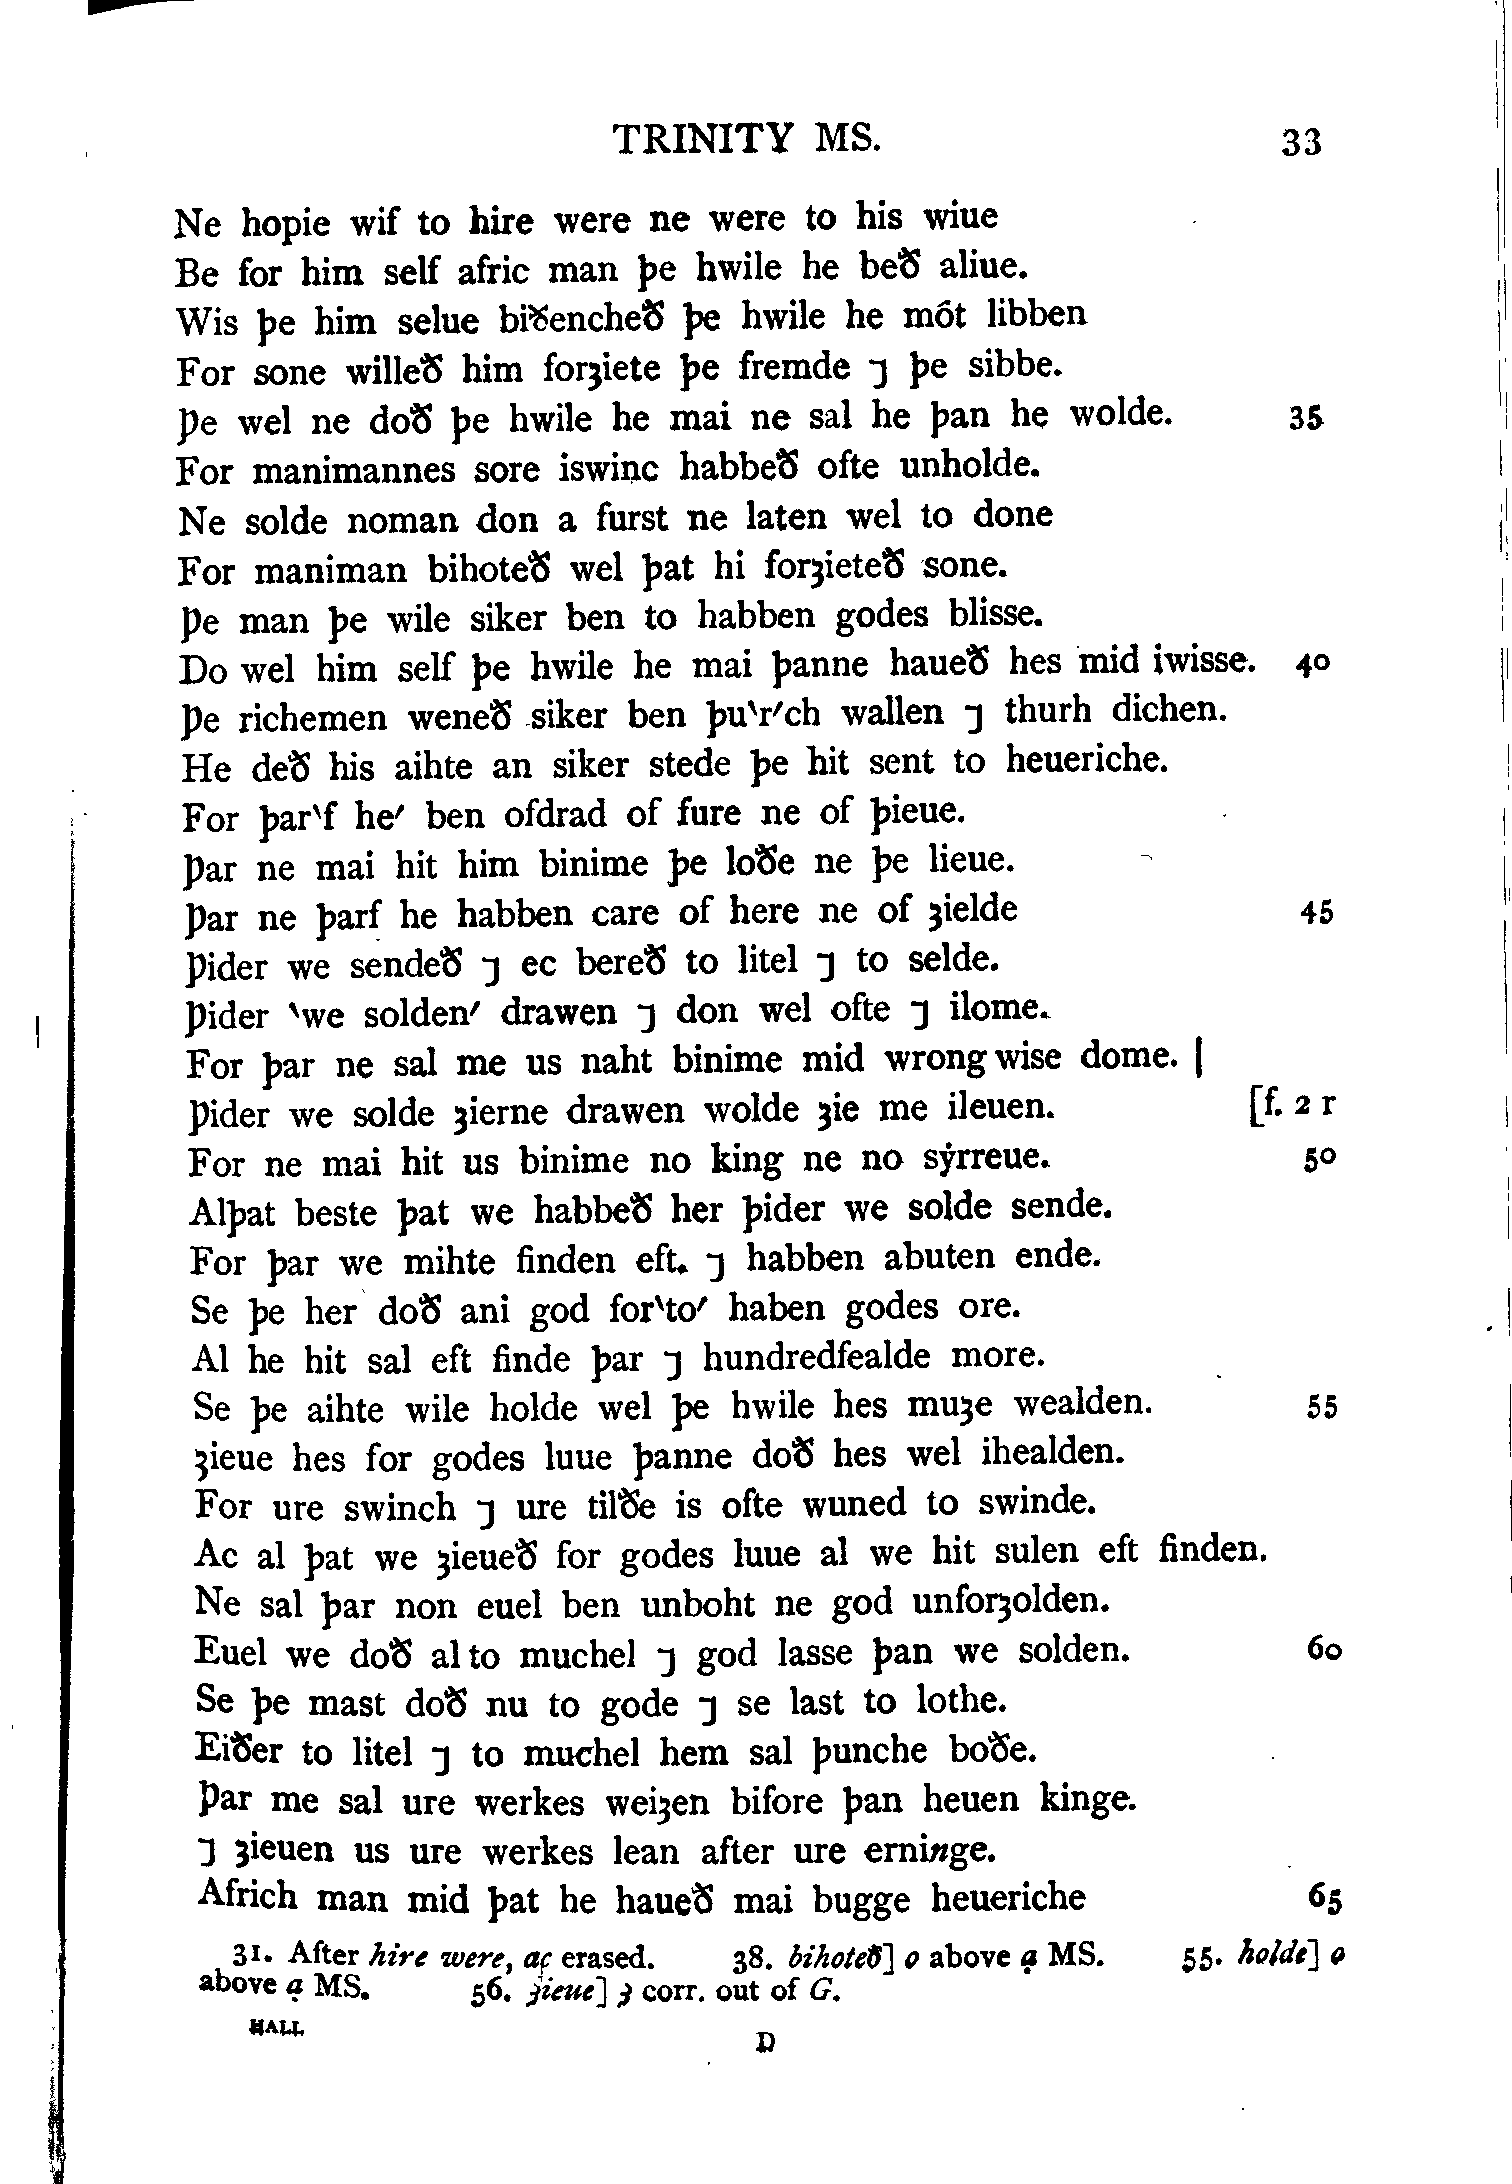 TRINITY MS. 33
Ne hopie wif to hire were ne were to his wiue
Be for him self afric man þe hwile he beð aliue.
Wis þe him selue biðencheð þe hwile he môt libben
For sone willeð him forȝiete þe fremde ⁊ þe sibbe.
Þe wel ne doð þe hwile he mai ne sal he þan he wolde. 35
For manimannes sore iswinc habbeð ofte unholde.
Ne solde noman don a furst ne laten wel to done
For maniman bihoteð wel þat hi forȝieteð sone.
Þe man þe wile siker ben to habben godes blisse.
Do wel him self þe hwile he mai þanne haueð hes mid iwisse. 40
Þe richemen weneð siker ben þu‵r′ch wallen ⁊ thurh dichen.
He deð his aihte an siker stede þe hit sent to heueriche.
For þar‵f he′ ben ofdrad of fure ne of þieue.
Þar ne mai hit him binime þe loðe ne þe lieue.
Þar ne þarf he habben care of here ne of ȝielde 45
Þider we sendeð ⁊ ec bereð to litel ⁊ to selde.
Þider ‵we solden′ drawen ⁊ don wel ofte ⁊ ilome.
For þar ne sal me us naht binime mid wrong wise dome. |
Þider we solde ȝierne drawen wolde ȝie me ileuen. [f. 2 r
For ne mai hit us binime no king ne no sẏrreue. 50
Alþat beste þat we habbeð her þider we solde sende.
For þar we mihte finden eft. ⁊ habben abuten ende.
Se þe her doð ani god for‵to′ haben godes ore.
Al he hit sal eft finde þar ⁊ hundredfealde more.
Se þe aihte wile holde wel þe hwile hes muȝe wealden. 55
ȝieue hes for godes luue þanne doð hes wel ihealden.
For ure swinch ⁊ ure tilðe is ofte wuned to swinde.
Ac al þat we ȝieueð for godes luue al we hit sulen eft finden.
Ne sal þar non euel ben unboht ne god unforȝolden.
Euel we doð al to muchel ⁊ god lasse þan we solden. 60
Se þe mast doð nu to gode ⁊ se last to lothe.
Eiðer to litel ⁊ to muchel hem sal þunche boðe.
Þar me sal ure werkes weiȝen bifore þan heuen kinge.
⁊ ȝieuen us ure werkes lean after ure erninge.
Africh man mid þat he haueð mai bugge heueriche 65
31. After hire were, aç erased. 38. bihoteð] o above ạ MS. 55. holde] o
above ạ MS. 56. ȝieue] ȝ corr. out of G.
HALL D